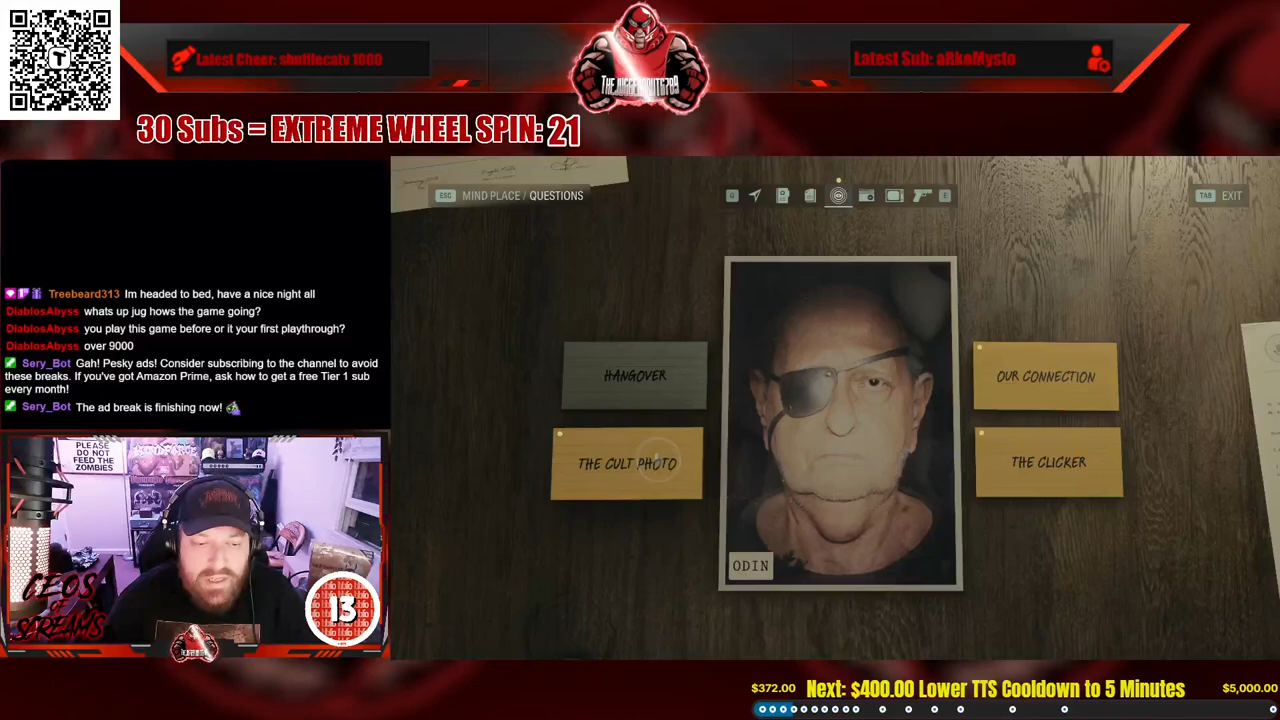 Latest Cheer: shufflecatv 1000
THEJUGGERNAUT6789
Latest Sub: aRkoMysto
30 Subs = EXTREME WHEEL SPIN: 21
ESC MIND PLACE / QUESTIONS
Q
E
TAB EXIT
Treebeard313 Im headed to bed, have a nice night all
DiablosAbyss whats up jug hows the game going?
DiablosAbyss you play this game before or it your first playthrough?
DiablosAbyss over 9000
Sery_Bot Gah! Pesky ads! Consider subscribing to the channel to avoid
these breaks. If you've got Amazon Prime, ask how to get a free Tier 1 sub
every month!
Sery_Bot The ad break is finishing now!
HANGOVER
OUR CONNECTION
THE CULT PHOTO
THE CLICKER
ODIN
PLEASE
DO NOT
FEED THE
ZOMBIES
CEOS
OF
SCREAMS
13
$372.00 Next: $400.00 Lower TTS Cooldown to 5 Minutes $5,000.00